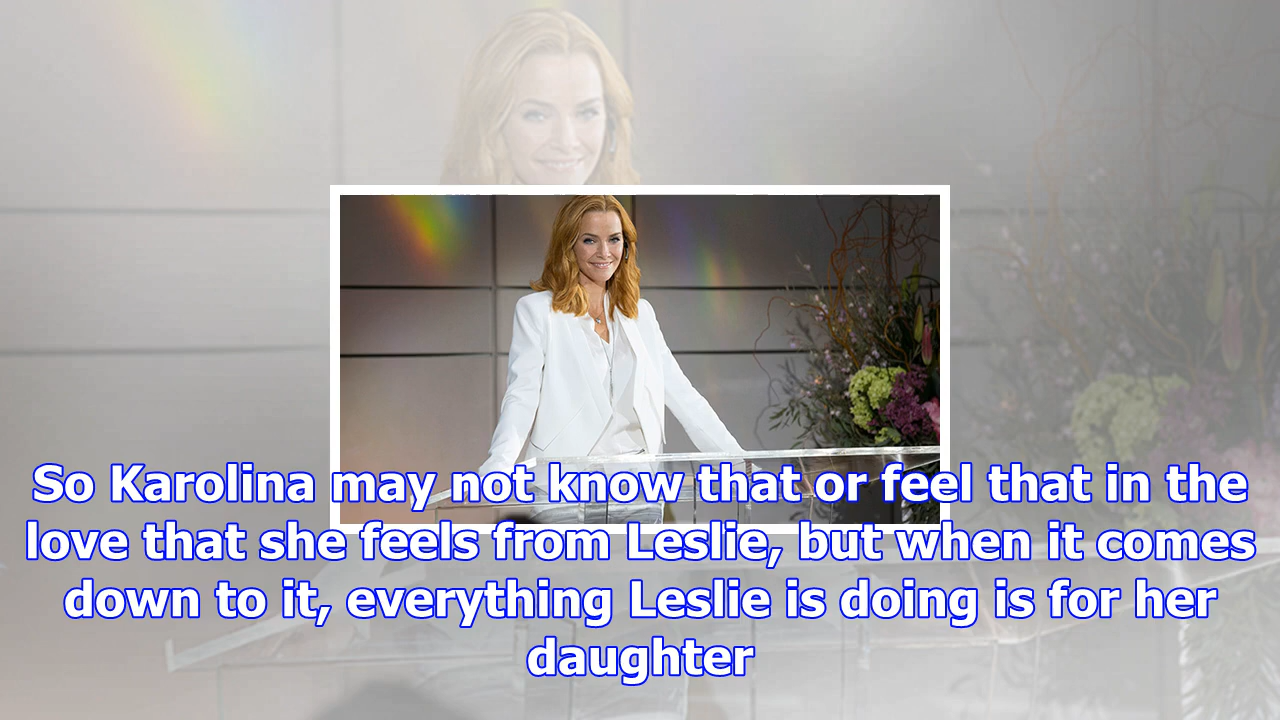 So Karolina may not know that or feel that in the
love that she feels from Leslie, but when it comes
down to it, everything Leslie is doing is for her
daughter